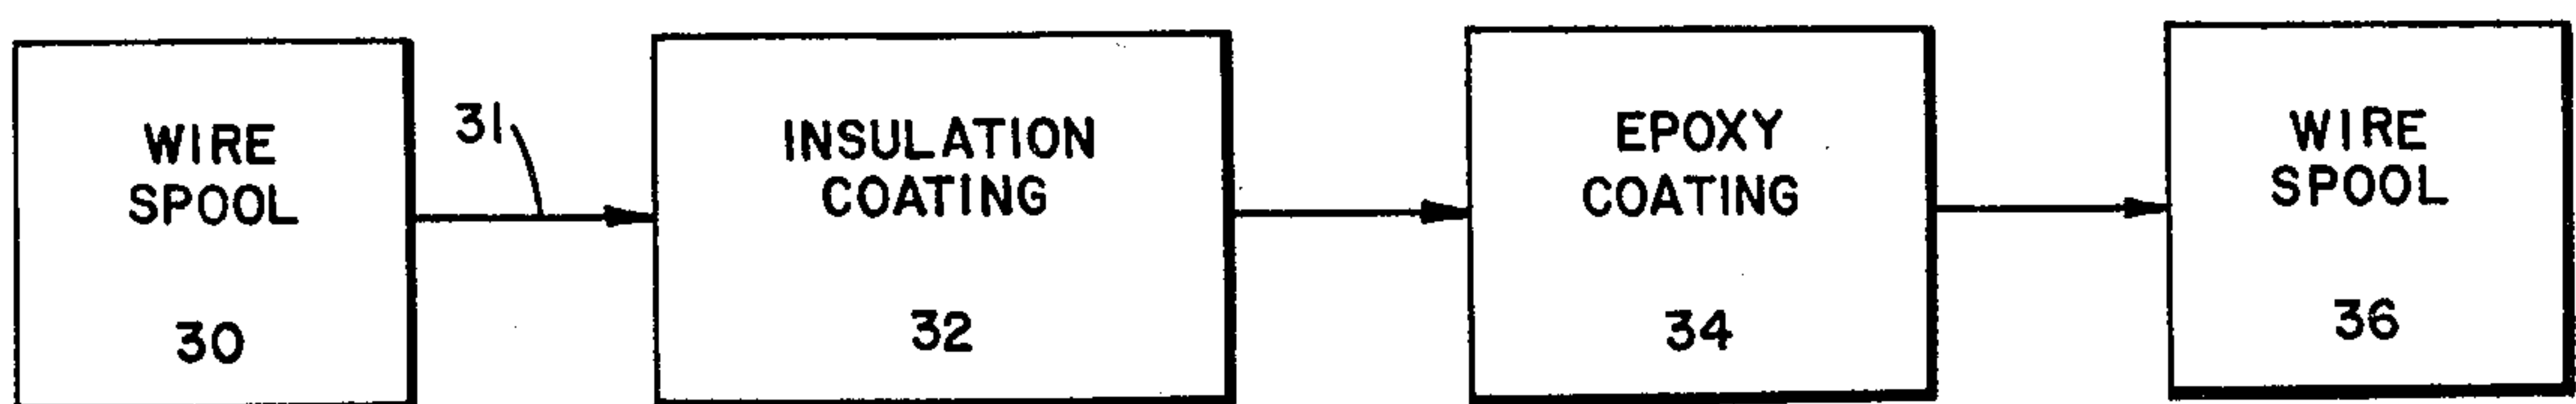 WIRE
SPOOL
30
31
INSULATION
COATING
32
EPOXY
COATING
34
WIRE
SPOOL
36